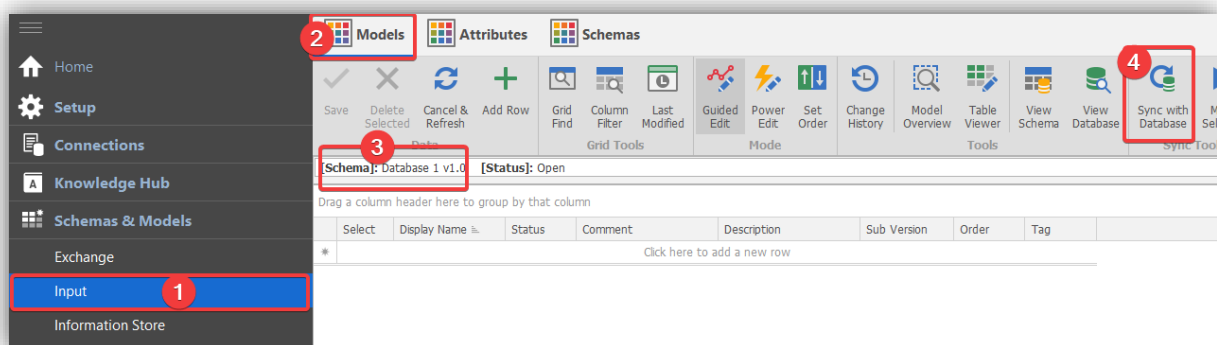 2
Models
Attributes
Schemas
Home
Setup
Connections
Knowledge Hub
Schemas & Models
Exchange
Input
1
Information Store
4
Save
Delete
Selected
Cancel &
Refresh
Add Row
Grid
Find
Column
Filter
Last
Modified
Guided
Edit
Power
Edit
Set
Order
Change
History
Model
Overview
Table
Viewer
View
Schema
View
Database
Sync with
Database
3
Data
Grid Tools
Mode
Tools
[Schema]: Database 1 v1.0 [Status]: Open
Drag a column header here to group by that column
Select Display Name Status Comment Description Sub Version Order Tag
Click here to add a new row